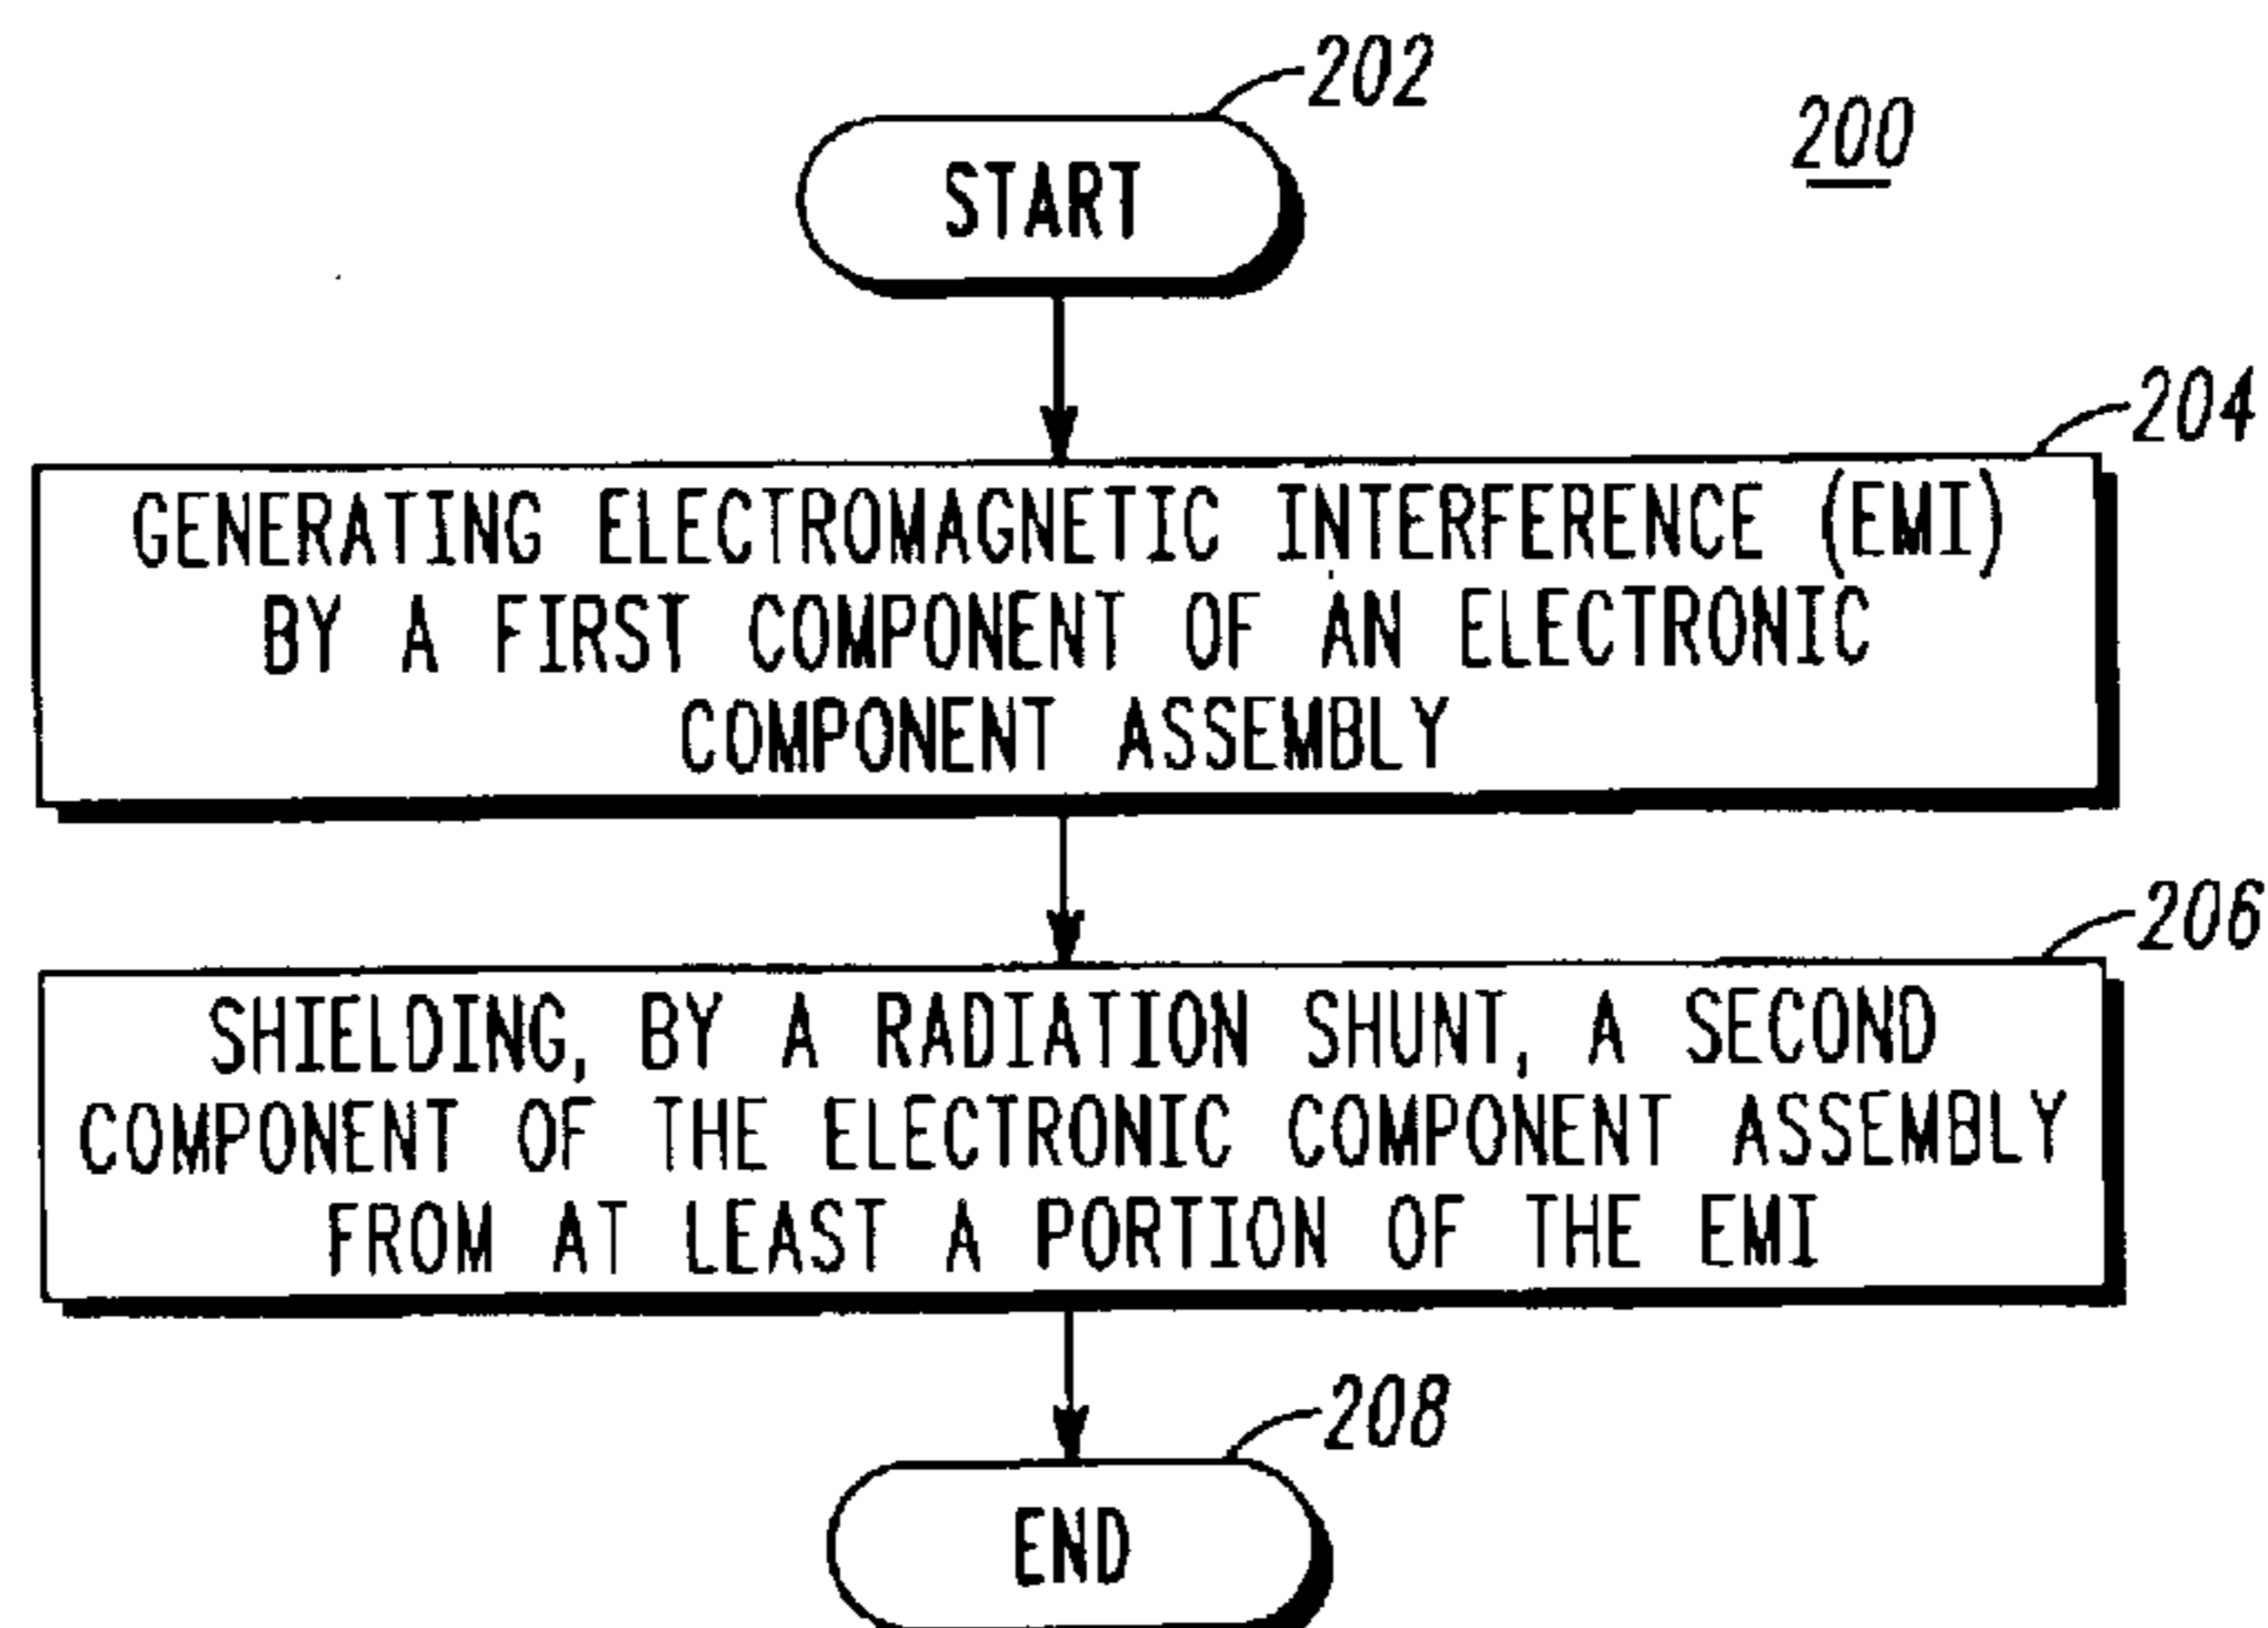 202
200
START
204
GENERATING ELECTROMAGNETIC INTERFERENCE (EMI)
BY A FIRST COMPONENT OF AN ELECTRONIC
COMPONENT ASSEMBLY
206
SHIELDING, BY A RADIATION SHUNT, A SECOND
COMPONENT OF THE ELECTRONIC COMPONENT ASSEMBLY
FROM AT LEAST A PORTION OF THE EMI
208
END